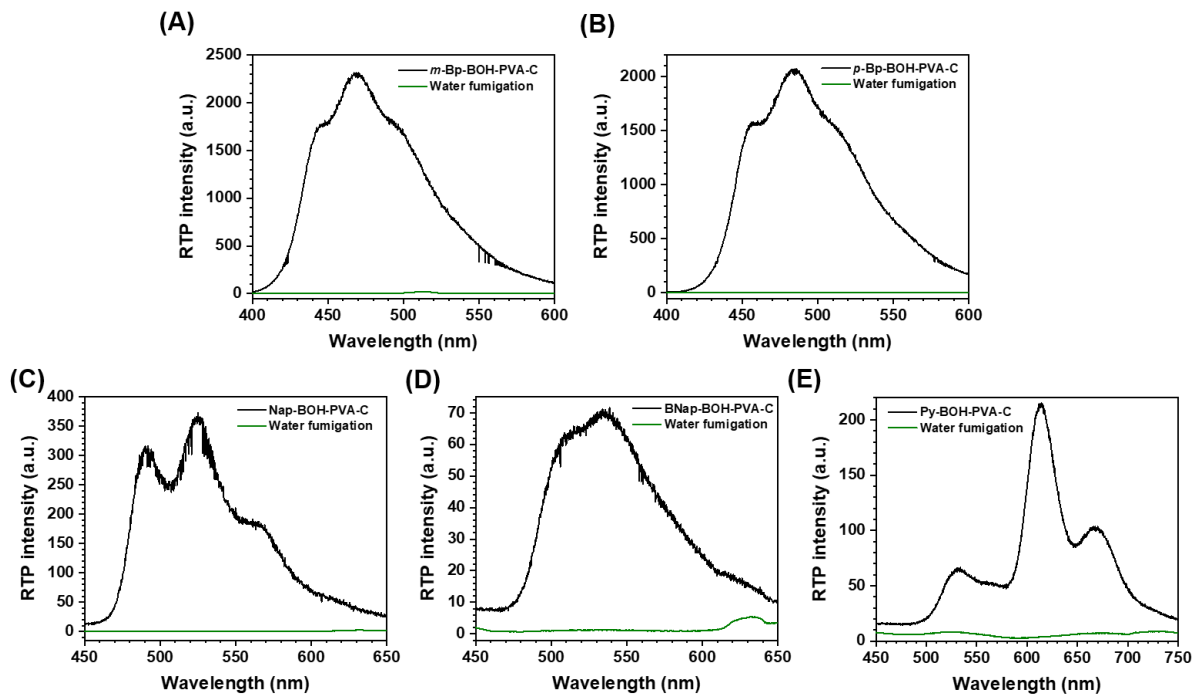 (A)
2500
2000
1500
1000
500
0
RTP intensity (a.u.)
m-Bp-BOH-PVA-C
Water fumigation
400 450 500 550 600
Wavelength (nm)
(B)
2000
1500
1000
500
0
RTP intensity (a.u.)
p-Bp-BOH-PVA-C
Water fumigation
400 450 500 550 600
Wavelength (nm)
(C)
400
350
300
250
200
150
100
50
0
RTP intensity (a.u.)
Nap-BOH-PVA-C
Water fumigation
450 500 550 600 650
Wavelength (nm)
(D)
70
60
50
40
30
20
10
0
RTP intensity (a.u.)
BNap-BOH-PVA-C
Water fumigation
450 500 550 600 650
Wavelength (nm)
(E)
200
150
100
50
0
RTP intensity (a.u.)
Py-BOH-PVA-C
Water fumigation
450 500 550 600 650 700 750
Wavelength (nm)